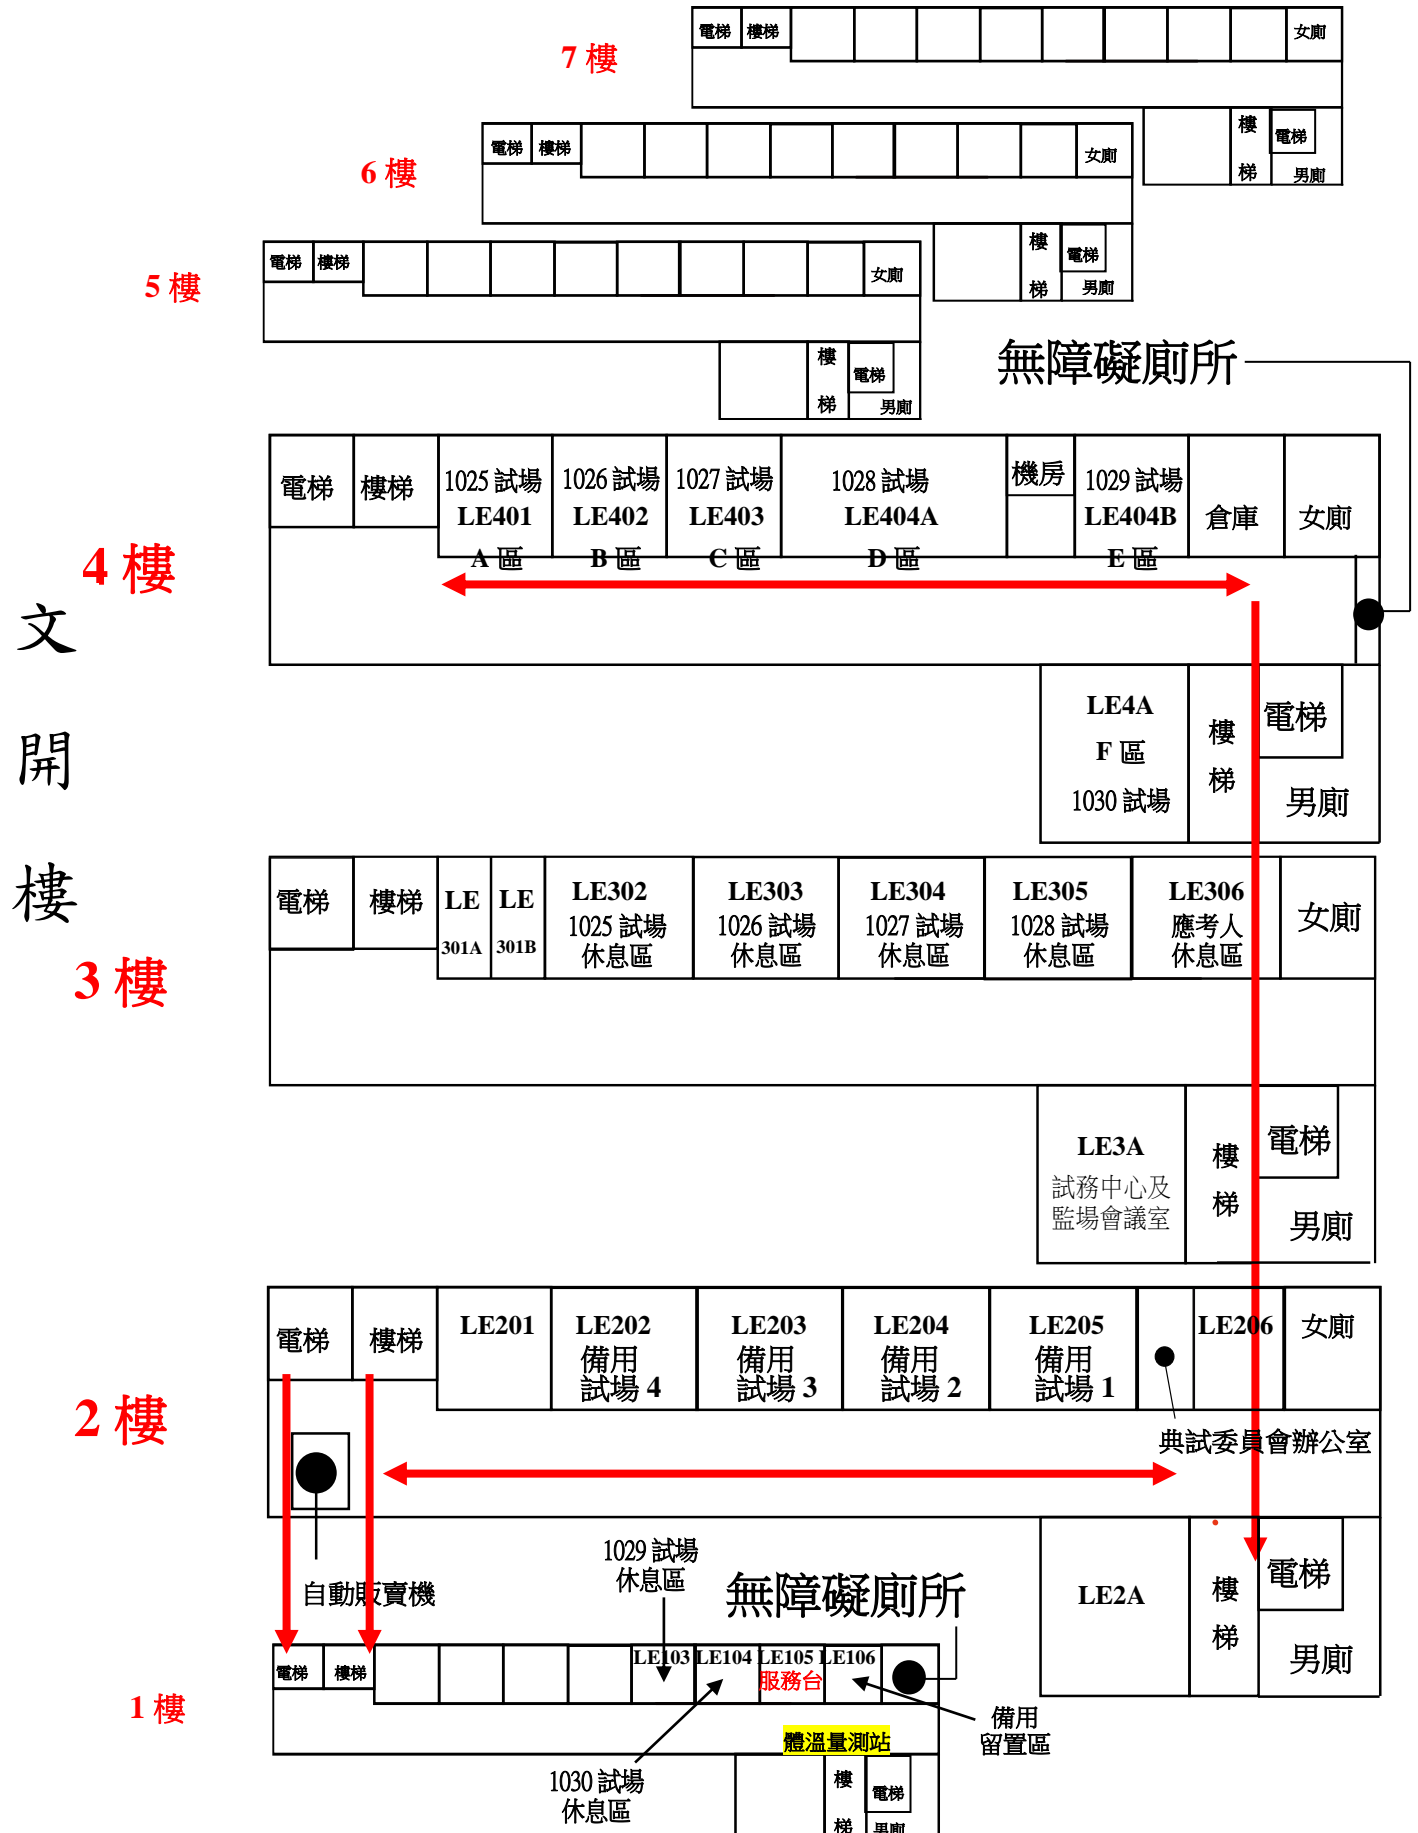 7 樓
電梯 樓梯 女廁
樓梯 電梯
男廁
6 樓
電梯 樓梯 女廁
樓梯 電梯
男廁
5 樓
電梯 樓梯 女廁
樓梯 電梯
男廁
無障礙廁所
文開樓
4 樓
電梯
樓梯
1025 試場
LE401
A 區
1026 試場
LE402
B 區
1027 試場
LE403
C 區
1028 試場
LE404A
D 區
機房
1029 試場
LE404B
E 區
倉庫
女廁
LE4A
F 區
1030 試場
樓梯
電梯
男廁
3 樓
電梯
樓梯
LE
301A
LE
301B
LE302
1025 試場
休息區
LE303
1026 試場
休息區
LE304
1027 試場
休息區
LE305
1028 試場
休息區
LE306
應考人
休息區
女廁
LE3A
試務中心及
監場會議室
樓梯
電梯
男廁
2 樓
電梯
樓梯
LE201
LE202
備用
試場 4
LE203
備用
試場 3
LE204
備用
試場 2
LE205
備用
試場 1
LE206
女廁
典試委員會辦公室
自動販賣機
LE2A
樓梯
電梯
男廁
1029 試場
休息區
無障礙廁所
1 樓
電梯
樓梯
LE103
LE104
LE105
服務台
LE106
備用
留置區
體溫量測站
1030 試場
休息區
樓梯
電梯
男廁